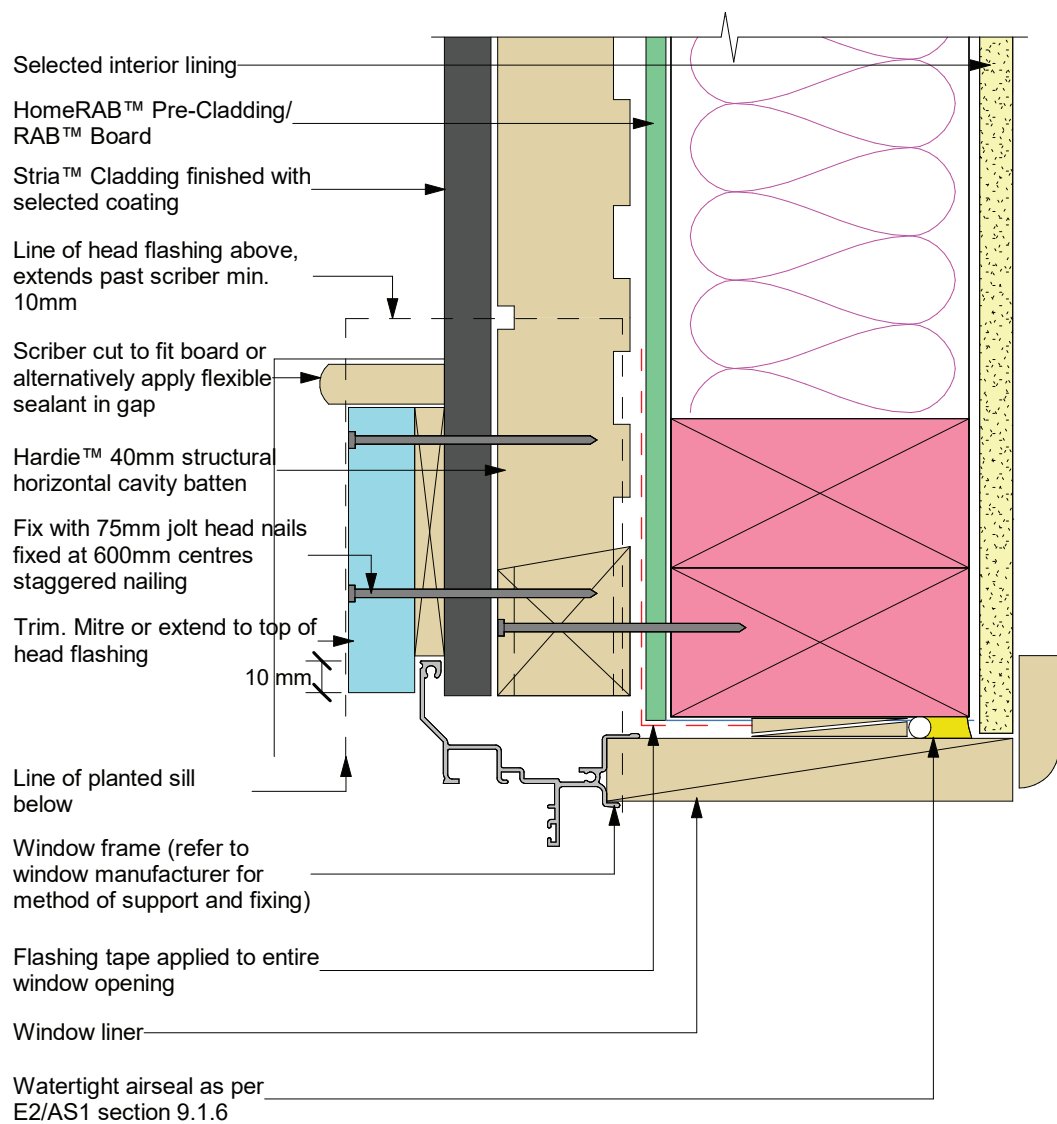 Selected interior lining
HomeRAB™ Pre-Cladding/
RAB™ Board
Stria™ Cladding finished with
selected coating
Line of head flashing above,
extends past scriber min.
10mm
Scriber cut to fit board or
alternatively apply flexible
sealant in gap
Hardie™ 40mm structural
horizontal cavity batten
Fix with 75mm jolt head nails
fixed at 600mm centres
staggered nailing
Trim. Mitre or extend to top of
head flashing
10 mm
Line of planted sill
below
Window frame (refer to
window manufacturer for
method of support and fixing)
Flashing tape applied to entire
window opening
Window liner
Watertight airseal as per
E2/AS1 section 9.1.6